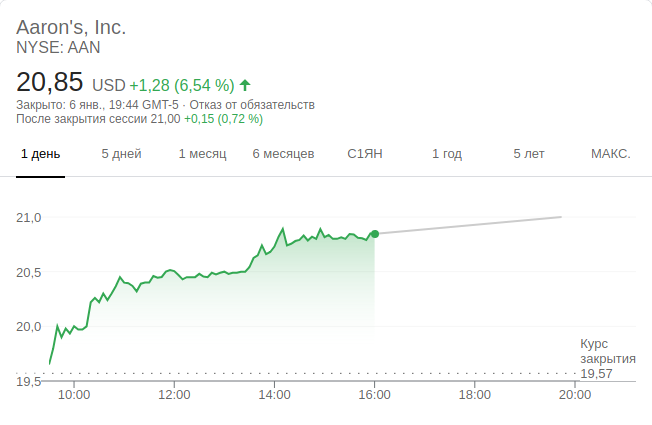 Aaron's, Inc.
NYSE: AAN
20,85 USD +1,28 (6,54 %)
Закрыто: 6 янв., 19:44 GMT-5 · Отказ от обязательств
После закрытия сессии 21,00 +0,15 (0,72 %)
1 день 5 дней 1 месяц 6 месяцев С1ЯН 1 год 5 лет МАКС.
21,0
20,5
20,0
Курс
закрытия
19,57
19,5
10:00 12:00 14:00 16:00 18:00 20:00